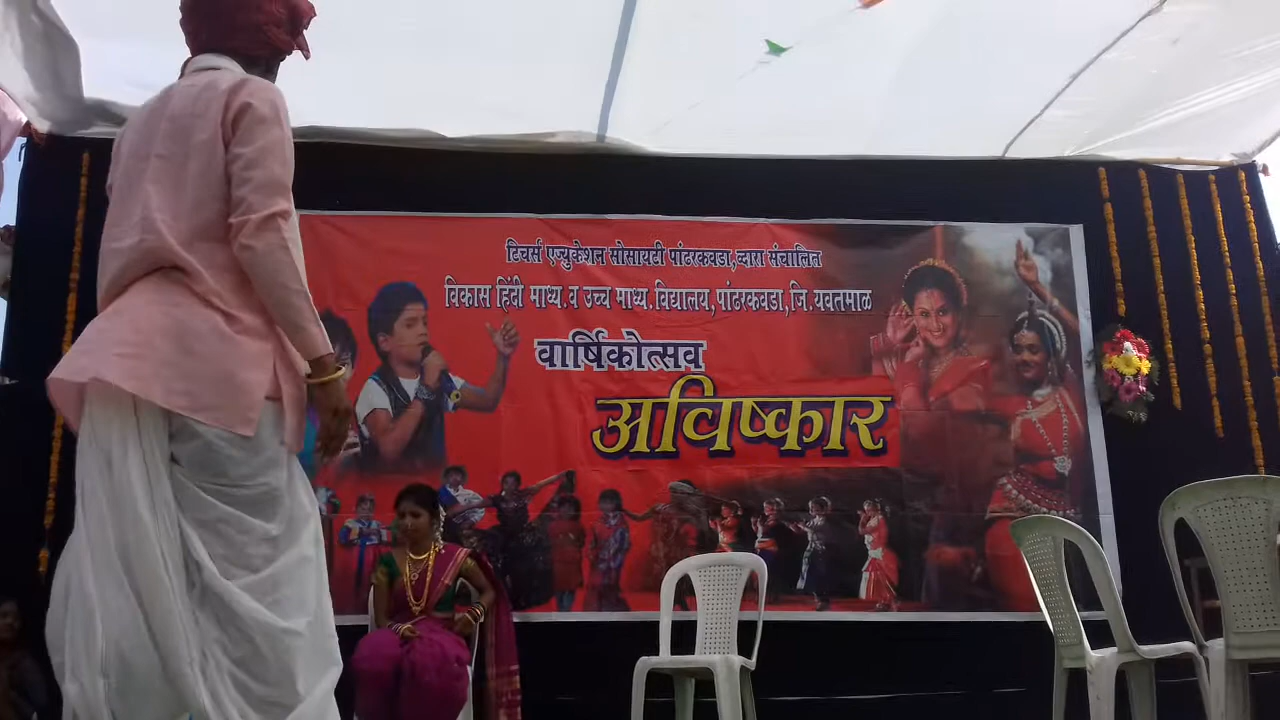 टिचर्स एज्युकेशन सोसायटी पांढरकवडा,व्दारा संचालित
विकास हिंदी माध्य. व उच्च माध्य.विद्यालय,पांढरकवडा,जि.यवतमाळ
वार्षिकोत्सव
अविष्कार